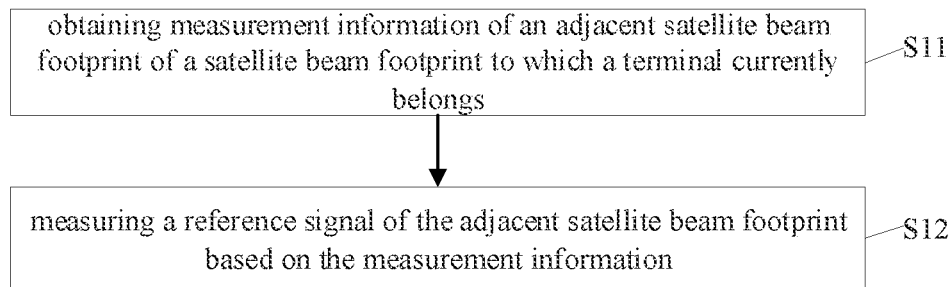 obtaining measurement information of an adjacent satellite beam
footprint of a satellite beam footprint to which a terminal currently
belongs
S11
measuring a reference signal of the adjacent satellite beam footprint
based on the measurement information
S12